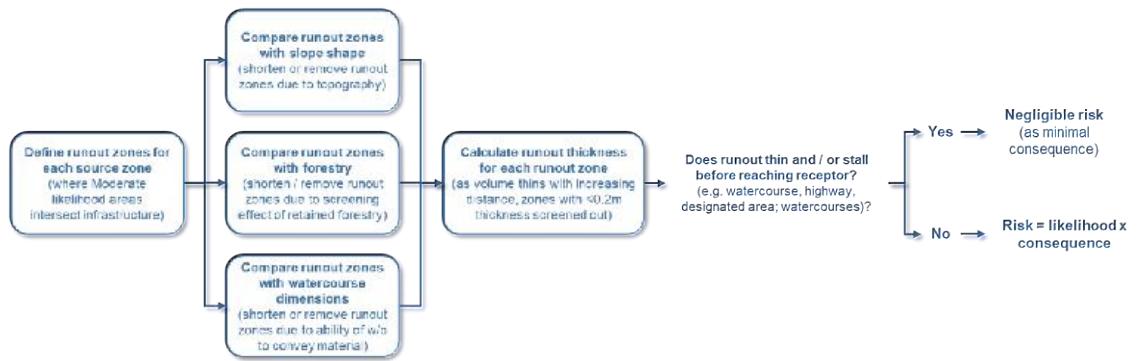 Define runout zones for
each source zone
(where Moderate
likelihood areas
intersect infrastructure)
Compare runout zones
with slope shape
(shorten or remove runout
zones due to topography)
Compare runout zones
with forestry
(shorten / remove runout
zones due to screening
effect of retained forestry)
Compare runout zones
with watercourse
dimensions
(shorten or remove runout
zones due to ability of w/c
to convey material)
Calculate runout thickness
for each runout zone
(as volume thins with increasing
distance, zones with <0.2m
thickness screened out)
Does runout thin and / or stall
before reaching receptor?
(e.g. watercourse, highway,
designated area; watercourses)?
Yes
Negligible risk
(as minimal
consequence)
No
Risk = likelihood x
consequence